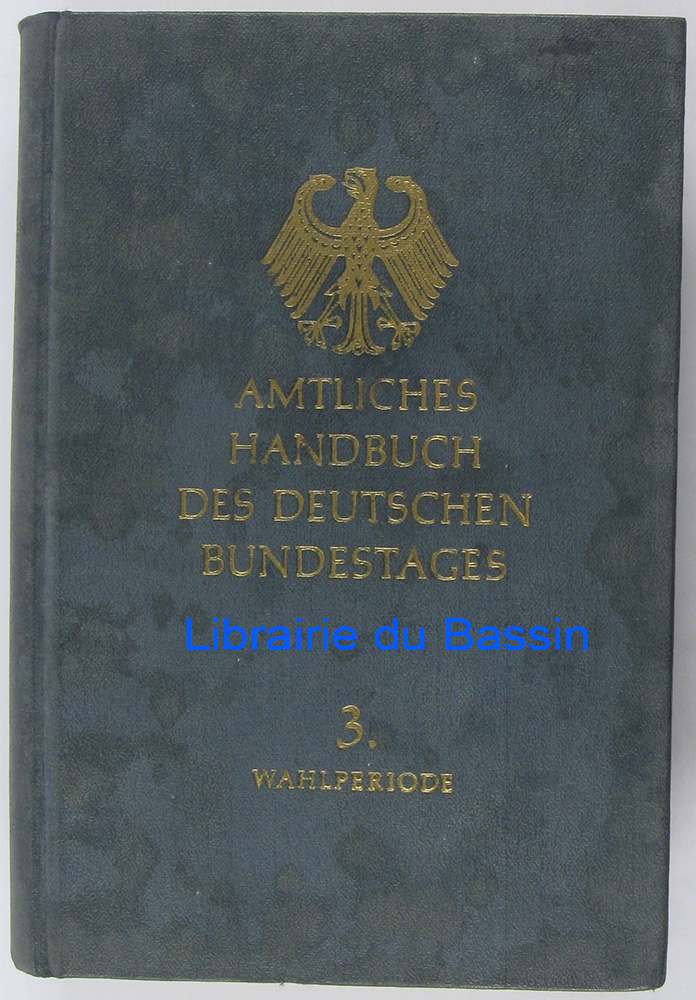 AMTLICHES
HANDBUCH
DES DEUTSCHEN
BUNDESTAGES
Librairie du Bassin
3.
WAHLPERIODE